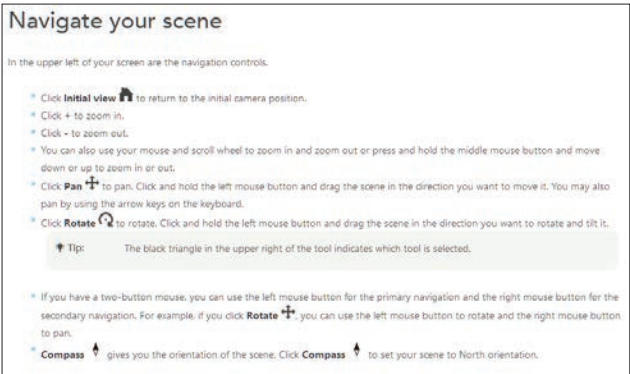 Navigate your scene
In the upper left of your screen are the navigation controls.
Click Initial view to return to the initial camera position.
Click + to zoom in.
Click - to zoom out.
You can also use your mouse and scroll wheel to zoom in and zoom out or press and hold the middle mouse button and move
down or up to zoom in or out.
Click Pan to pan. Click and hold the left mouse button and drag the scene in the direction you want to move it. You may also
pan by using the arrow keys on the keyboard.
Click Rotate to rotate. Click and hold the left mouse button and drag the scene in the direction you want to rotate and tilt it.
Tip: The black triangle in the upper right of the tool indicates which tool is selected.
If you have a two-button mouse, you can use the left mouse button for the primary navigation and the right mouse button for the
secondary navigation. For example, if you click Rotate , you can use the left mouse button to rotate and the right mouse button
to pan.
Compass gives you the orientation of the scene. Click Compass to set your scene to North orientation.